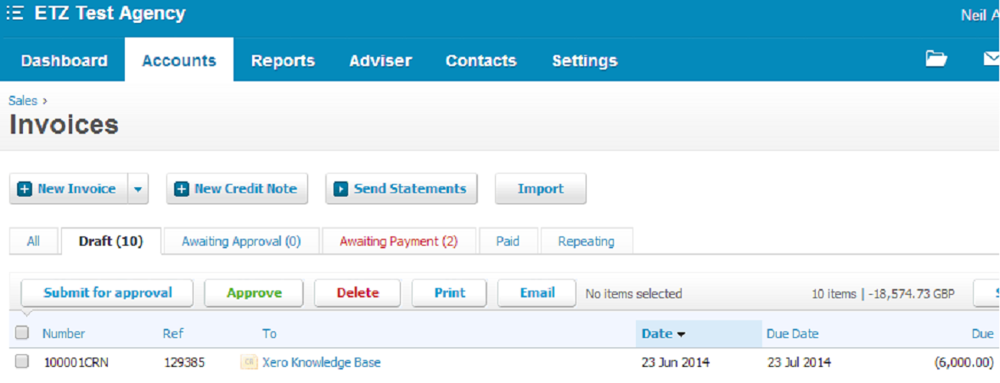 ETZ Test Agency
Neil A
Dashboard Accounts Reports Adviser Contacts Settings
Sales ›
Invoices
New Invoice New Credit Note Send Statements Import
All Draft (10) Awaiting Approval (0) Awaiting Payment (2) Paid Repeating
Submit for approval Approve Delete Print Email No items selected 10 items | -18,574.73 GBP
Number Ref To Date Due Date Due
100001CRN 129385 Xero Knowledge Base 23 Jun 2014 23 Jul 2014 (6,000.00)